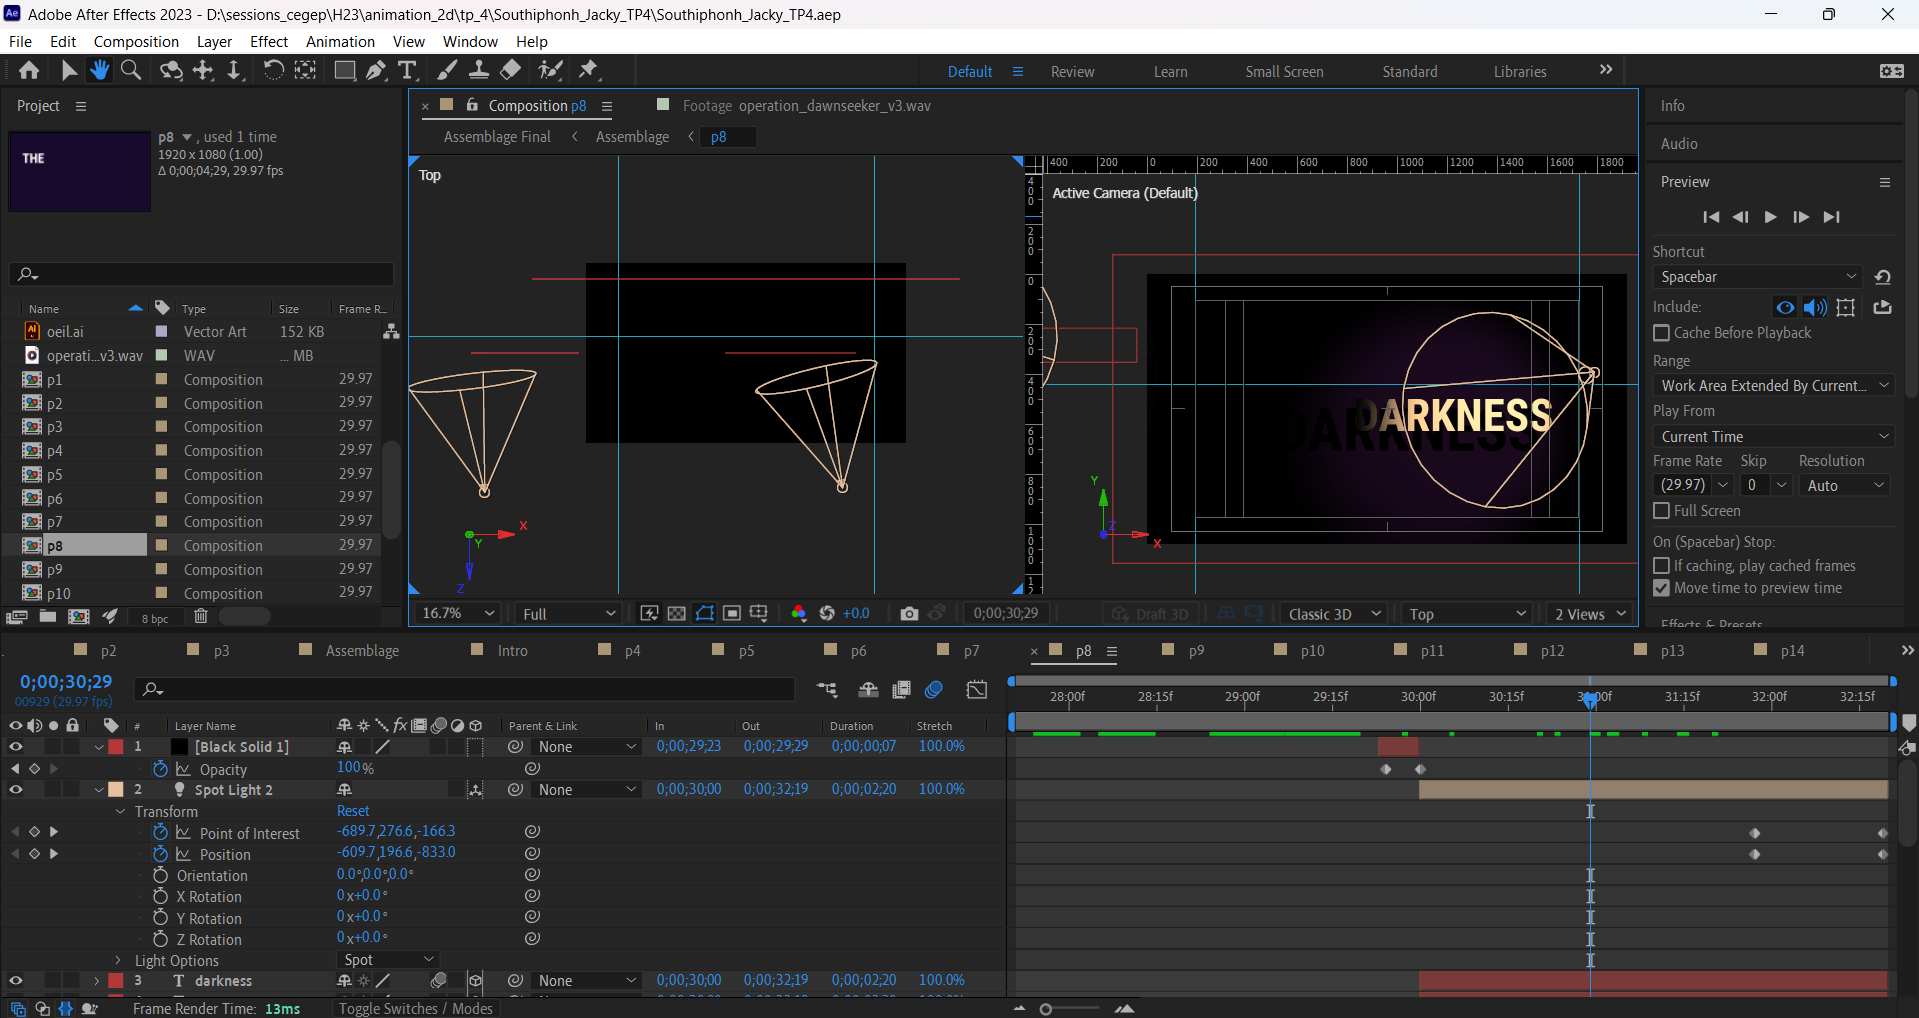 Adobe After Effects 2023 - D:\sessions_cegep\H23\animation_2d\tp_4\Southiphonh_Jacky_TP4\Southiphonh_Jacky_TP4.aep
File Edit Composition Layer Effect Animation View Window Help
Default Review Learn Small Screen Standard Libraries
Project
p8 , used 1 time
1920 x 1080 (1.00)
Δ 0;00;04;29, 29.97 fps
THE
Name Type Size Frame R...
oeil.ai Vector Art 152 KB
operati...v3.wav WAV ... MB
p1 Composition 29.97
p2 Composition 29.97
p3 Composition 29.97
p4 Composition 29.97
p5 Composition 29.97
p6 Composition 29.97
p7 Composition 29.97
p8 Composition 29.97
p9 Composition 29.97
p10 Composition 29.97
8 bpc
Composition p8 Footage operation_dawnseeker_v3.wav
Assemblage Final Assemblage p8
Top
400 200 0 200 400 600 800 1000 1200 1400 1600 1800
Active Camera (Default)
DARKNESS
DARKNESS
X Y Z
Y Z X
16.7% Full +0.0 0;00;30;29 Draft 3D Classic 3D Top 2 Views
Info
Audio
Preview
Shortcut
Spacebar
Include:
Cache Before Playback
Range
Work Area Extended By Current...
Play From
Current Time
Frame Rate Skip Resolution
(29.97) 0 Auto
Full Screen
On (Spacebar) Stop:
If caching, play cached frames
Move time to preview time
Effects & Presets
p2 p3 Assemblage Intro p4 p5 p6 p7 p8 p9 p10 p11 p12 p13 p14
0;00;30;29
00929 (29.97 fps)
28:00f 28:15f 29:00f 29:15f 30:00f 30:15f 31:15f 32:00f 32:15f
# Layer Name Parent & Link In Out Duration Stretch
1 [Black Solid 1] None 0;00;29;23 0;00;29;29 0;00;00;07 100.0%
Opacity 100%
2 Spot Light 2 None 0;00;30;00 0;00;32;19 0;00;02;20 100.0%
Transform Reset
Point of Interest -689.7,276.6,-166.3
Position -609.7,196.6,-833.0
Orientation 0.0°,0.0°,0.0°
X Rotation 0x+0.0°
Y Rotation 0x+0.0°
Z Rotation 0x+0.0°
Light Options Spot
3 T darkness None 0;00;30;00 0;00;32;19 0;00;02;20 100.0%
Frame Render Time: 13ms Toggle Switches / Modes